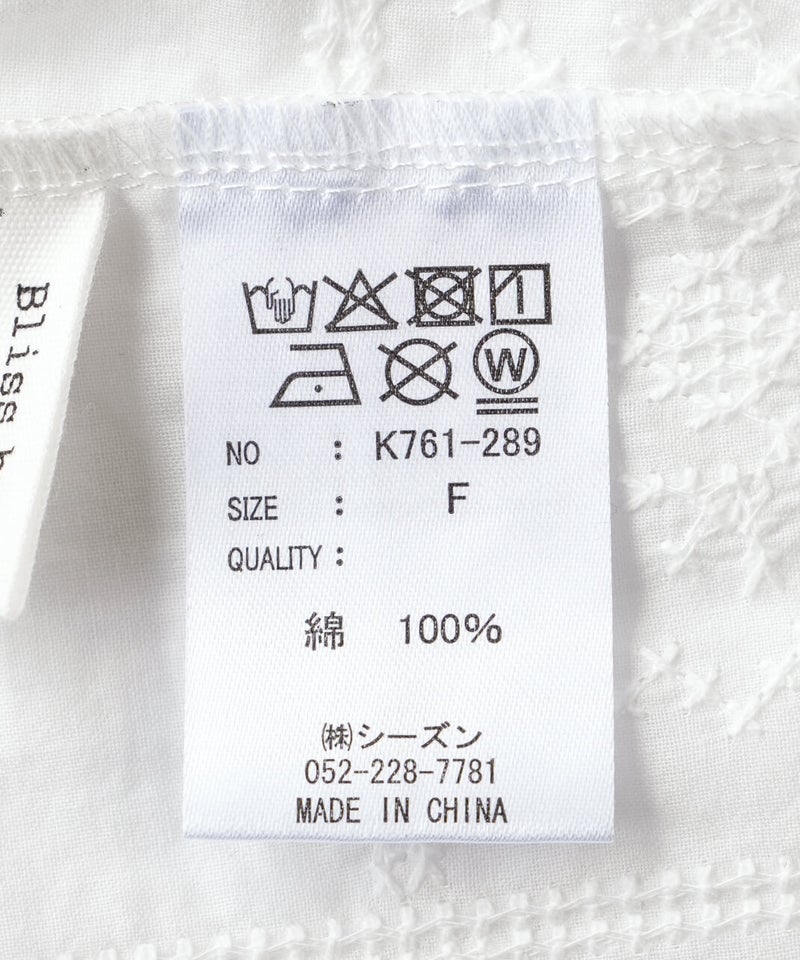 Bliss b
W
NO : K761-289
SIZE : F
QUALITY :
綿 100%
㈱シーズン
052-228-7781
MADE IN CHINA